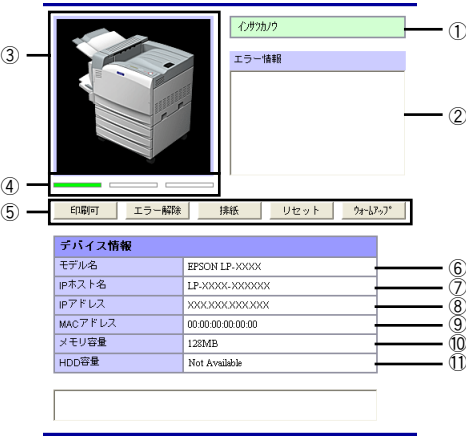 ③
ｲﾝｻﾂｶﾉｳ
①
エラー情報
②
④
⑤
印刷可
エラー解除
排紙
リセット
ｳｫｰﾑｱｯﾌﾟ
デバイス情報
モデル名 EPSON LP-XXXX ⑥
IPホスト名 LP-XXXX-XXXXXX ⑦
IPアドレス XXX.XXX.XXX.XXX ⑧
MACアドレス 00:00:00:00:00:00 ⑨
メモリ容量 128MB ⑩
HDD容量 Not Available ⑪